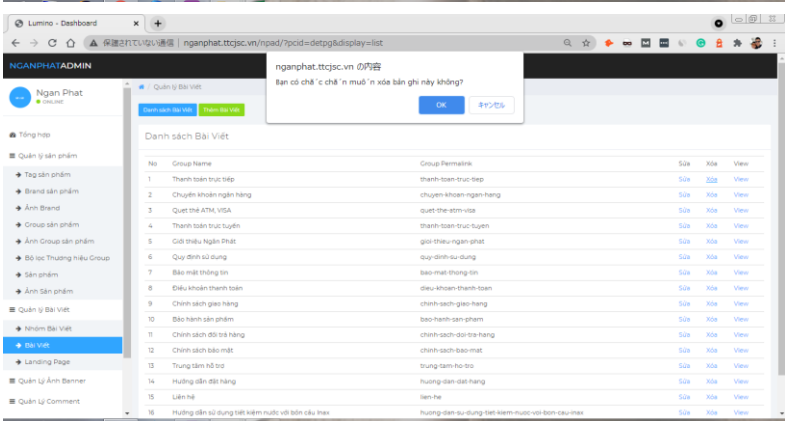 Lumino - Dashboard
保護されていない通信 | nganphat.ttcjsc.vn/npad/?pcid=detpg&display=list
NGANPHATADMIN
Ngan Phat
ONLINE
Tổng hợp
Quản lý sản phẩm
Tag sản phẩm
Brand sản phẩm
Ảnh Brand
Group sản phẩm
Ảnh Group sản phẩm
Bộ lọc Thương hiệu Group
Sản phẩm
Ảnh Sản phẩm
Quản lý Bài Viết
Nhóm Bài Viết
Bài Viết
Landing Page
Quản Lý Ảnh Banner
Quản Lý Comment
nganphat.ttcjsc.vn の内容
Bạn có chắc chắn muốn xóa bản ghi này không?
OK キャンセル
Quản lý Bài Viết
Danh sách Bài Viết Thêm Bài Viết
Danh sách Bài Viết
No Group Name Group Permalink Sửa Xóa View
1 Thanh toán trực tiếp thanh-toan-truc-tiep Sửa Xóa View
2 Chuyển khoản ngân hàng chuyen-khoan-ngan-hang Sửa Xóa View
3 Quẹt thẻ ATM, VISA quet-the-atm-visa Sửa Xóa View
4 Thanh toán trực tuyến thanh-toan-truc-tuyen Sửa Xóa View
5 Giới thiệu Ngân Phát gioi-thieu-ngan-phat Sửa Xóa View
6 Quy định sử dụng quy-dinh-su-dung Sửa Xóa View
7 Bảo mật thông tin bao-mat-thong-tin Sửa Xóa View
8 Điều khoản thanh toán dieu-khoan-thanh-toan Sửa Xóa View
9 Chính sách giao hàng chinh-sach-giao-hang Sửa Xóa View
10 Bảo hành sản phẩm bao-hanh-san-pham Sửa Xóa View
11 Chính sách đổi trả hàng chinh-sach-doi-tra-hang Sửa Xóa View
12 Chính sách bảo mật chinh-sach-bao-mat Sửa Xóa View
13 Trung tâm hỗ trợ trung-tam-ho-tro Sửa Xóa View
14 Hướng dẫn đặt hàng huong-dan-dat-hang Sửa Xóa View
15 Liên hệ lien-he Sửa Xóa View
16 Hướng dẫn sử dụng tiết kiệm nước với bồn cầu Inax huong-dan-su-dung-tiet-kiem-nuoc-voi-bon-cau-inax Sửa Xóa View